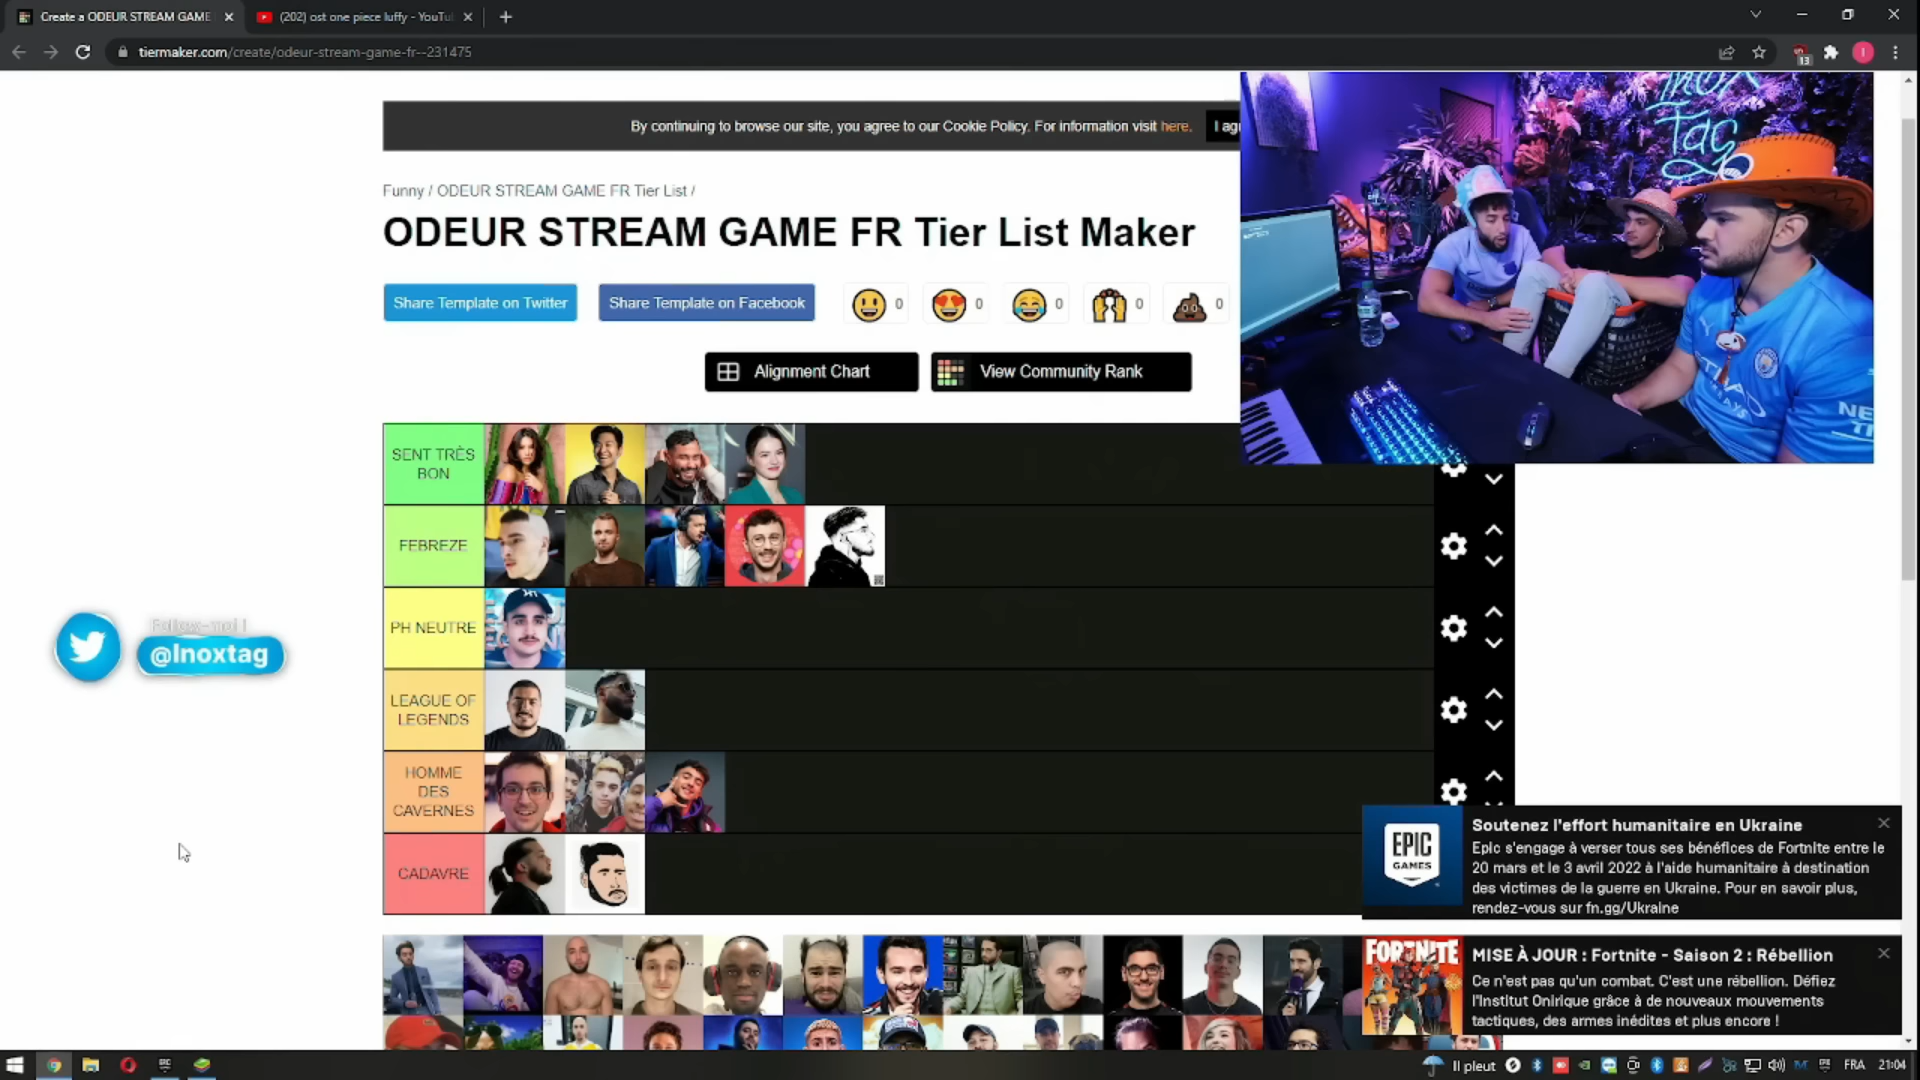 Create a ODEUR STREAM GAME
(202) ost one piece luffy - YouTu
tiermaker.com/create/odeur-stream-game-fr--231475
13
By continuing to browse our site, you agree to our Cookie Policy. For information visit here.
I ag
Funny / ODEUR STREAM GAME FR Tier List /
ODEUR STREAM GAME FR Tier List Maker
Share Template on Twitter
Share Template on Facebook
0
0
0
0
0
Alignment Chart
View Community Rank
inox
Tag
SENT TRÈS
BON
FEBREZE
PH NEUTRE
LEAGUE OF
LEGENDS
HOMME
DES
CAVERNES
CADAVRE
Follow-moi !
@Inoxtag
EPIC
GAMES
Soutenez l'effort humanitaire en Ukraine
Epic s'engage à verser tous ses bénéfices de Fortnite entre le
20 mars et le 3 avril 2022 à l'aide humanitaire à destination
des victimes de la guerre en Ukraine. Pour en savoir plus,
rendez-vous sur fn.gg/Ukraine
FORTNITE
MISE À JOUR : Fortnite - Saison 2 : Rébellion
Ce n'est pas qu'un combat. C'est une rébellion. Défiez
l'Institut Onirique grâce à de nouveaux mouvements
tactiques, des armes inédites et plus encore !
Il pleut
FRA
21:04